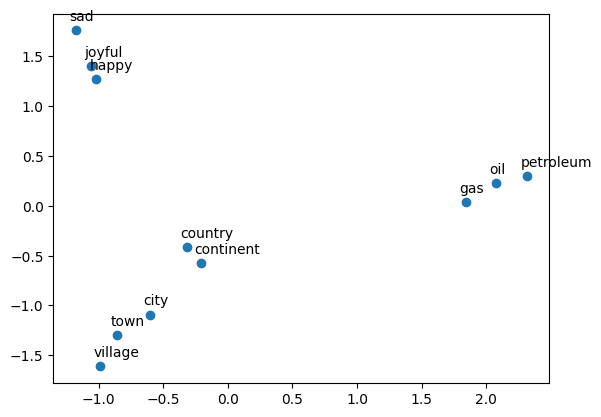 sad
joyful
happy
petroleum
oil
gas
country
continent
city
town
village
1.5
1.0
0.5
0.0
−0.5
−1.0
−1.5
−1.0
−0.5
0.0
0.5
1.0
1.5
2.0